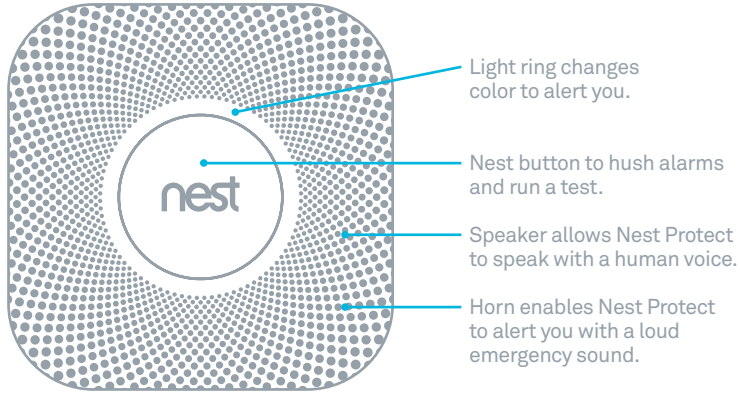 Light ring changes
color to alert you.
nest
Nest button to hush alarms
and run a test.
Speaker allows Nest Protect
to speak with a human voice.
Horn enables Nest Protect
to alert you with a loud
emergency sound.